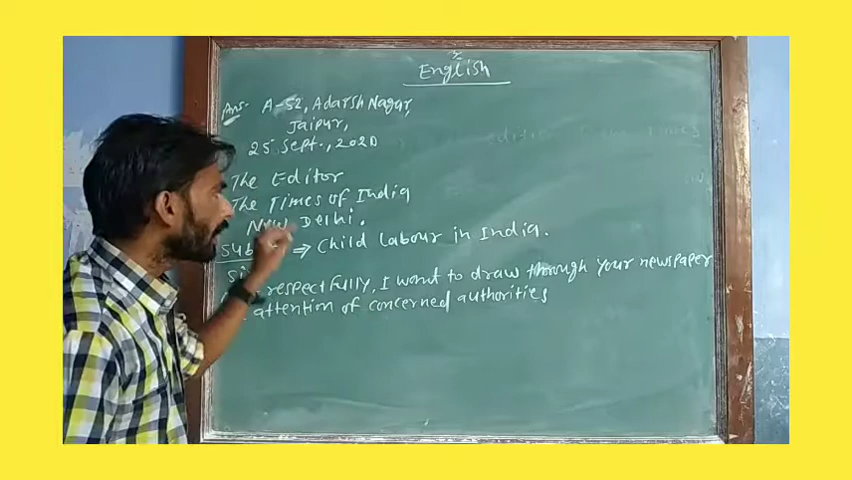 English
Ans- A-52, Adarsh Nagar,
Jaipur,
25 Sept., 2020
The Editor
The Times of India
New Delhi.
⇒ Child labour in India.
respectfully, I want to draw through your newspaper
attention of concerned authorities